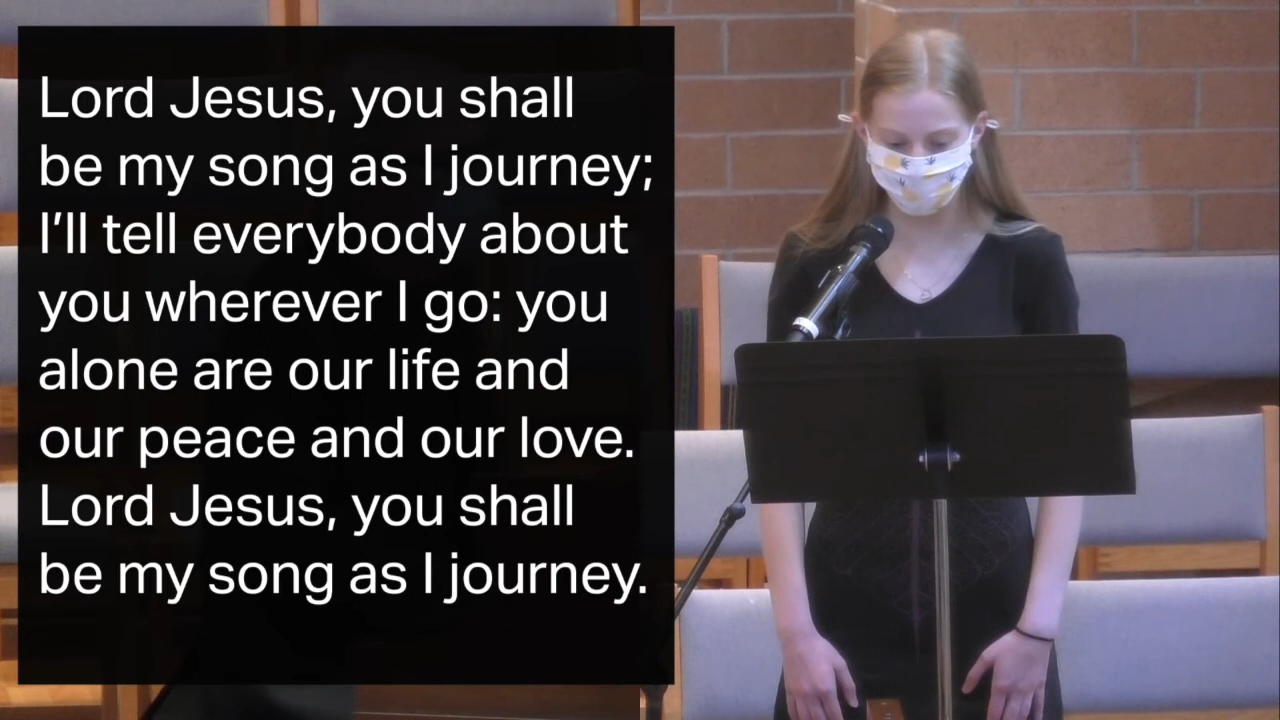 Lord Jesus, you shall
be my song as I journey;
I’ll tell everybody about
you wherever I go: you
alone are our life and
our peace and our love.
Lord Jesus, you shall
be my song as I journey.